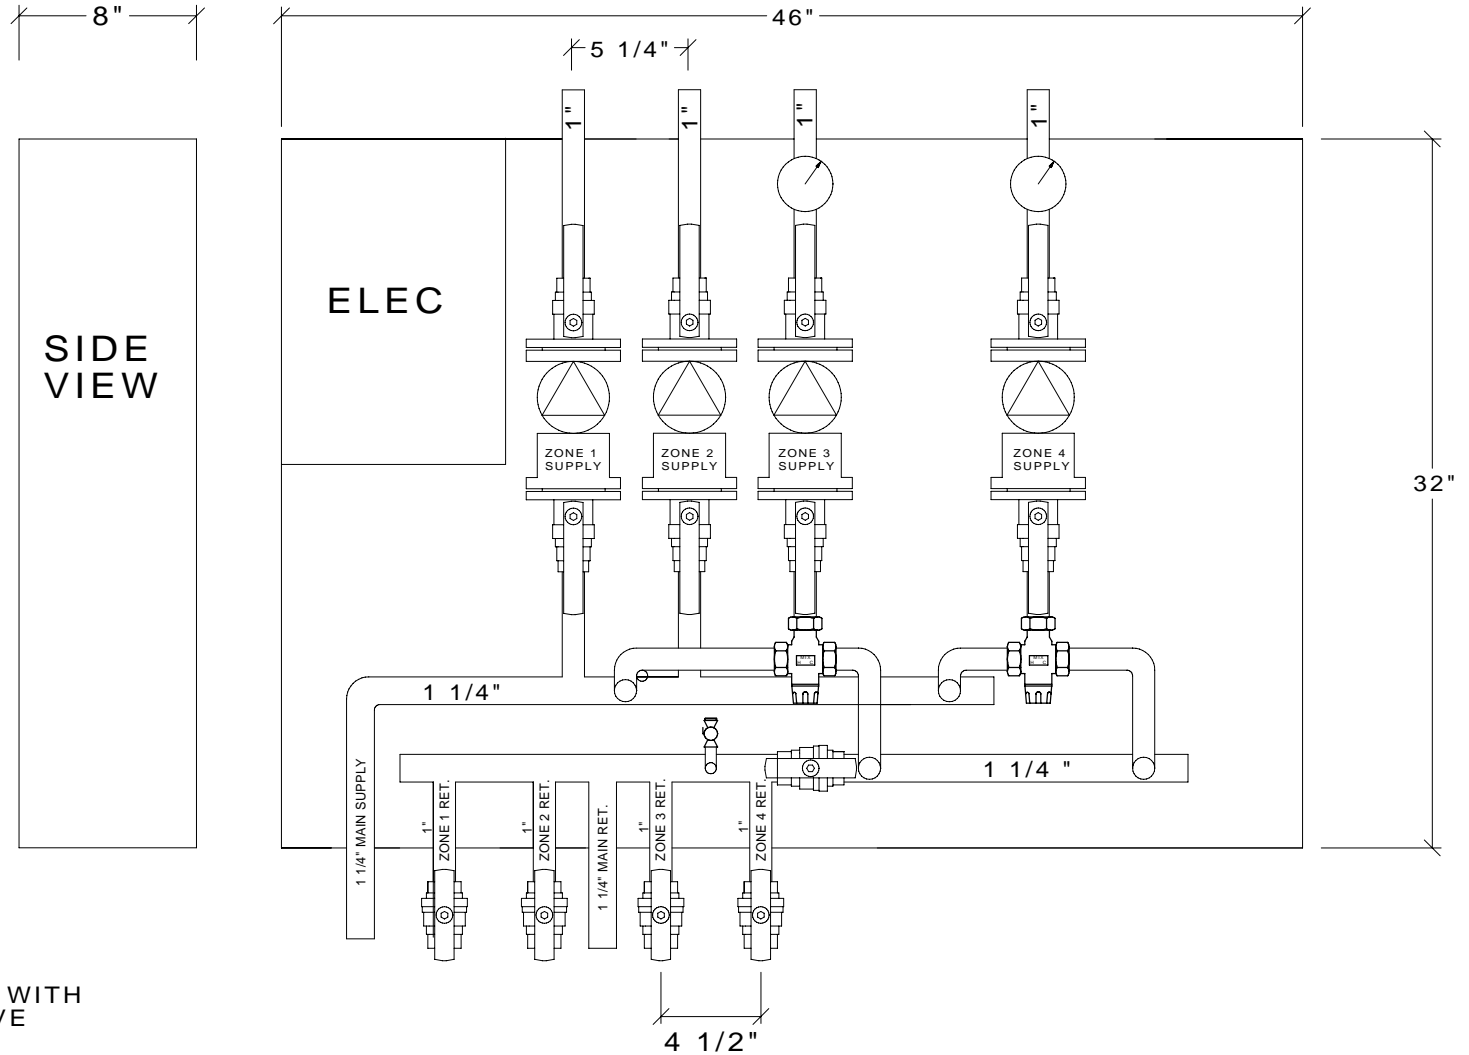 8"
46"
5 1/4"
1"
1"
1"
1"
ELEC
SIDE
VIEW
ZONE 1
SUPPLY
ZONE 2
SUPPLY
ZONE 3
SUPPLY
ZONE 4
SUPPLY
32"
MIX
H C
MIX
H C
1 1/4"
1 1/4 "
1 1/4" MAIN SUPPLY
1"
ZONE 1 RET.
1"
ZONE 2 RET.
1 1/4" MAIN RET.
1"
ZONE 3 RET.
1"
ZONE 4 RET.
WITH
VE
4 1/2"